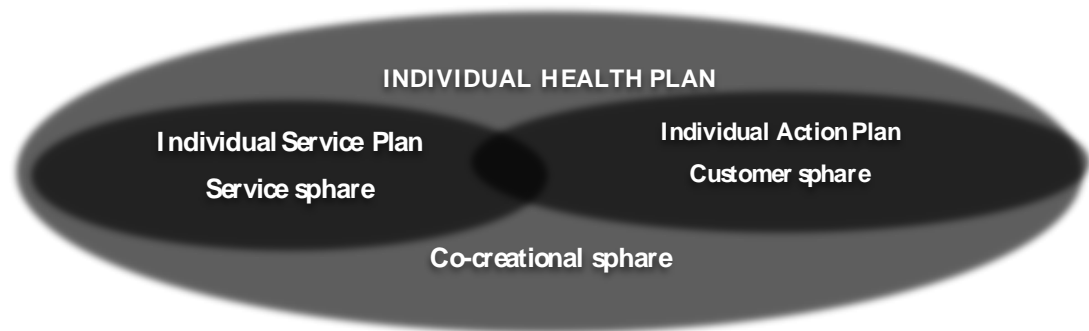 INDIVIDUAL HEALTH PLAN
Individual Service Plan
Service sphare
Individual Action Plan
Customer sphare
Co-creational sphare